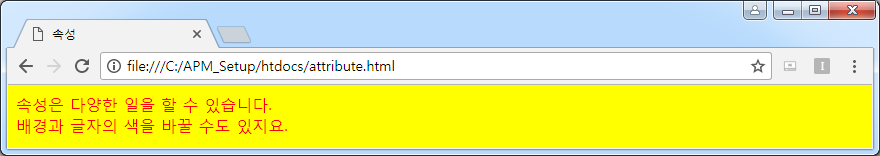 속성
file:///C:/APM_Setup/htdocs/attribute.html
속성은 다양한 일을 할 수 있습니다.
배경과 글자의 색을 바꿀 수도 있지요.